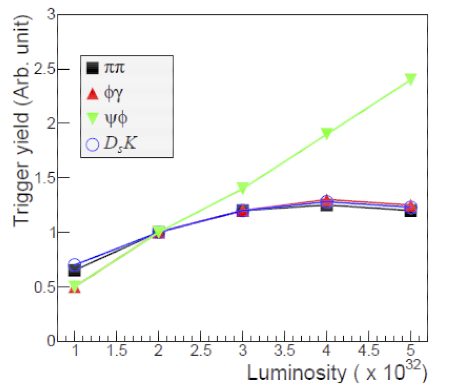 Trigger yield (Arb. unit)
3
2.5
2
1.5
1
0.5
0
ππ
φγ
ψφ
DₛK
1 1.5 2 2.5 3 3.5 4 4.5 5
Luminosity ( x 10³²)